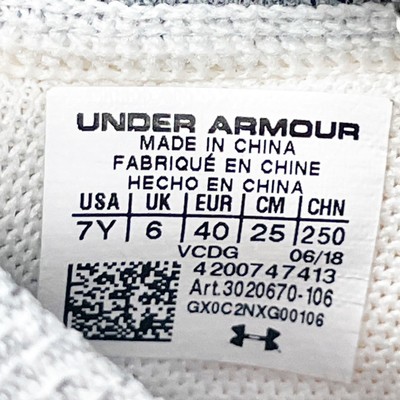 UNDER ARMOUR
MADE IN CHINA
FABRIQUÉ EN CHINE
HECHO EN CHINA
USA UK EUR CM CHN
7Y 6 40 25 250
VCDG 06/18
4200747413
Art.3020670-106
GX0C2NXG00106